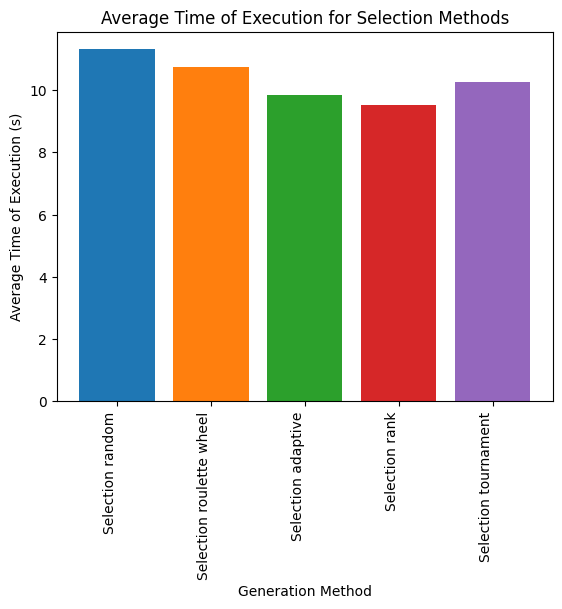 Average Time of Execution for Selection Methods
Average Time of Execution (s)
10
8
6
4
2
0
Selection random
Selection roulette wheel
Selection adaptive
Selection rank
Selection tournament
Generation Method